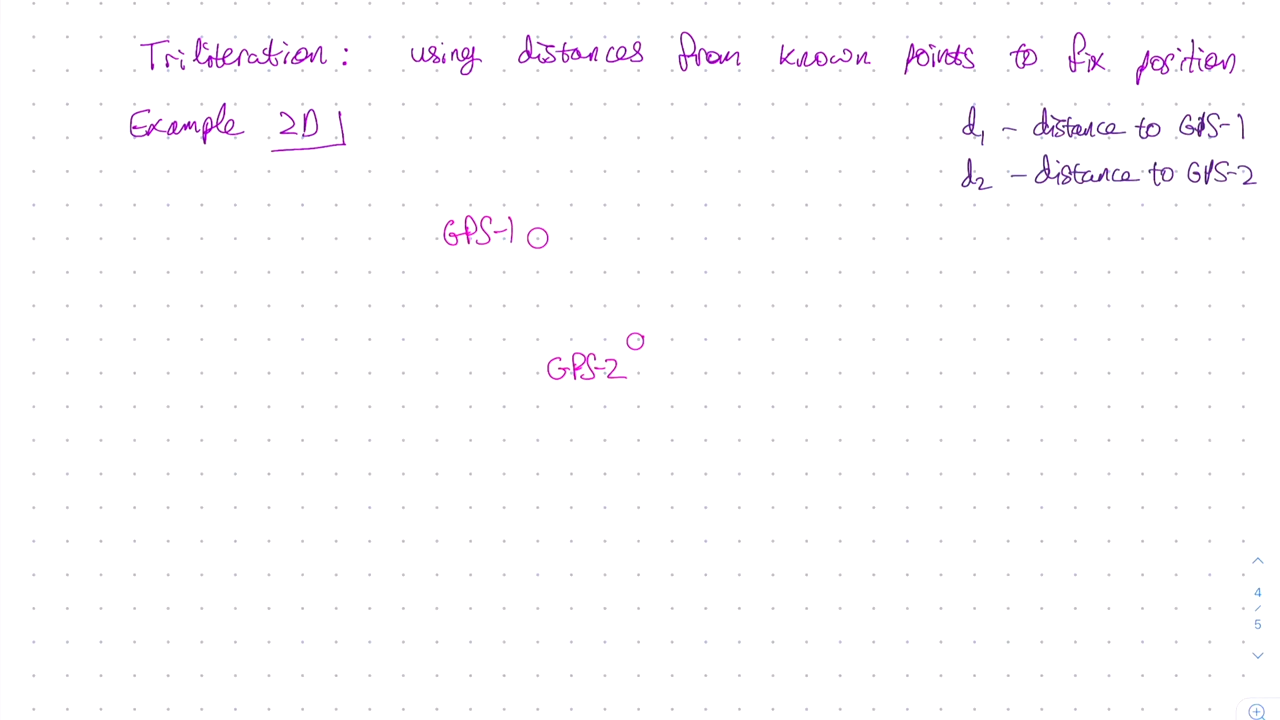 Triliteration: using distances from known points to fix position
Example 2D
d1 - distance to GPS-1
d2 - distance to GPS-2
GPS-1
GPS-2
4
/
5